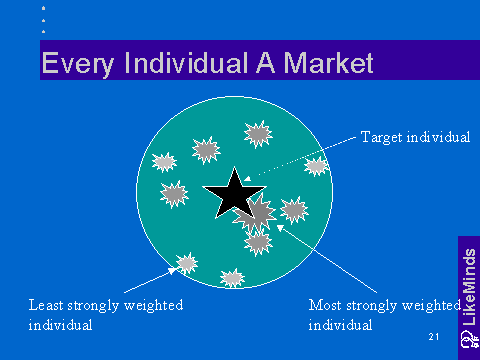 Every Individual A Market
Target individual
Least strongly weighted
individual
Most strongly weighted
individual
21
LikeMinds